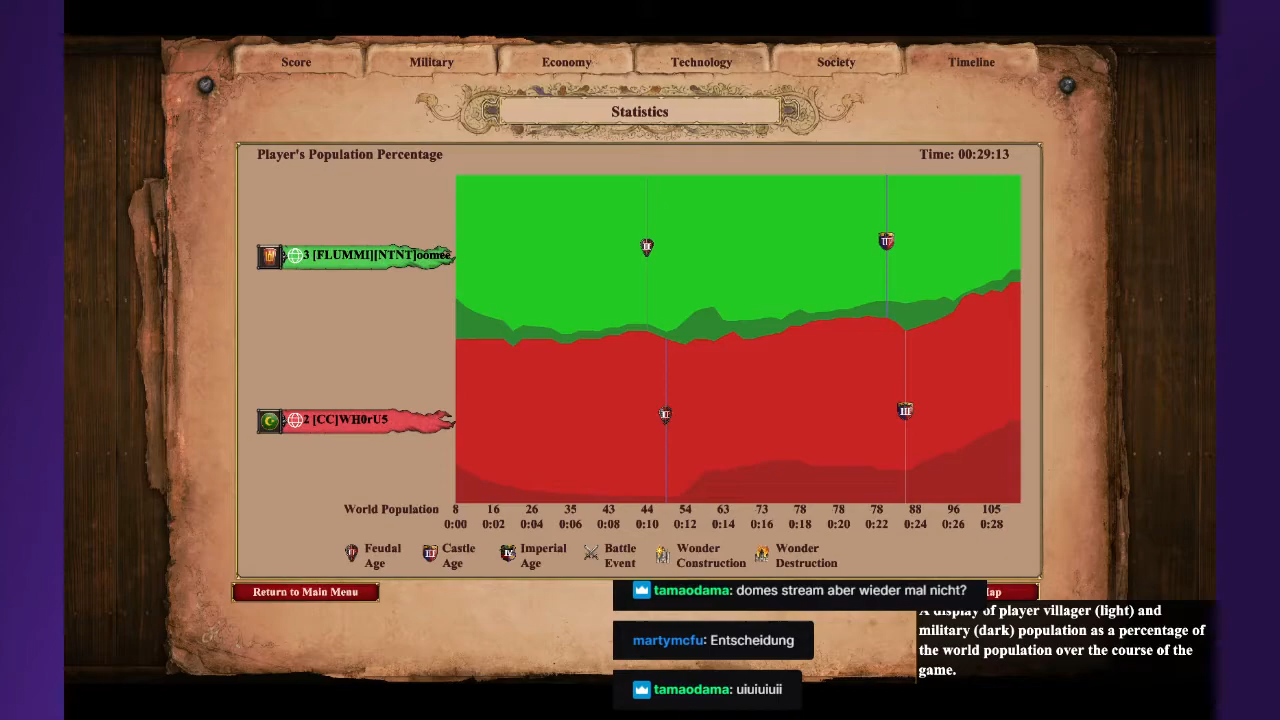 Score Military Economy Technology Society Timeline
Statistics
Player's Population Percentage Time: 00:29:13
3 [FLUMMI][NTNT]oömee
2 [CC]WH0rU5
World Population 8 16 26 35 43 44 54 63 73 78 78 88 96 105
0:00 0:02 0:04 0:06 0:08 0:10 0:12 0:14 0:16 0:18 0:20 0:22 0:24 0:26 0:28
Feudal Age
Castle Age
Imperial Age
Battle Event
Wonder Construction
Wonder Destruction
Return to Main Menu
tamaodama: domes stream aber wieder mal nicht?
martymcfu: Entscheidung
tamaodama: uiuiuiuii
A display of player villager (light) and
military (dark) population as a percentage of
the world population over the course of the
game.